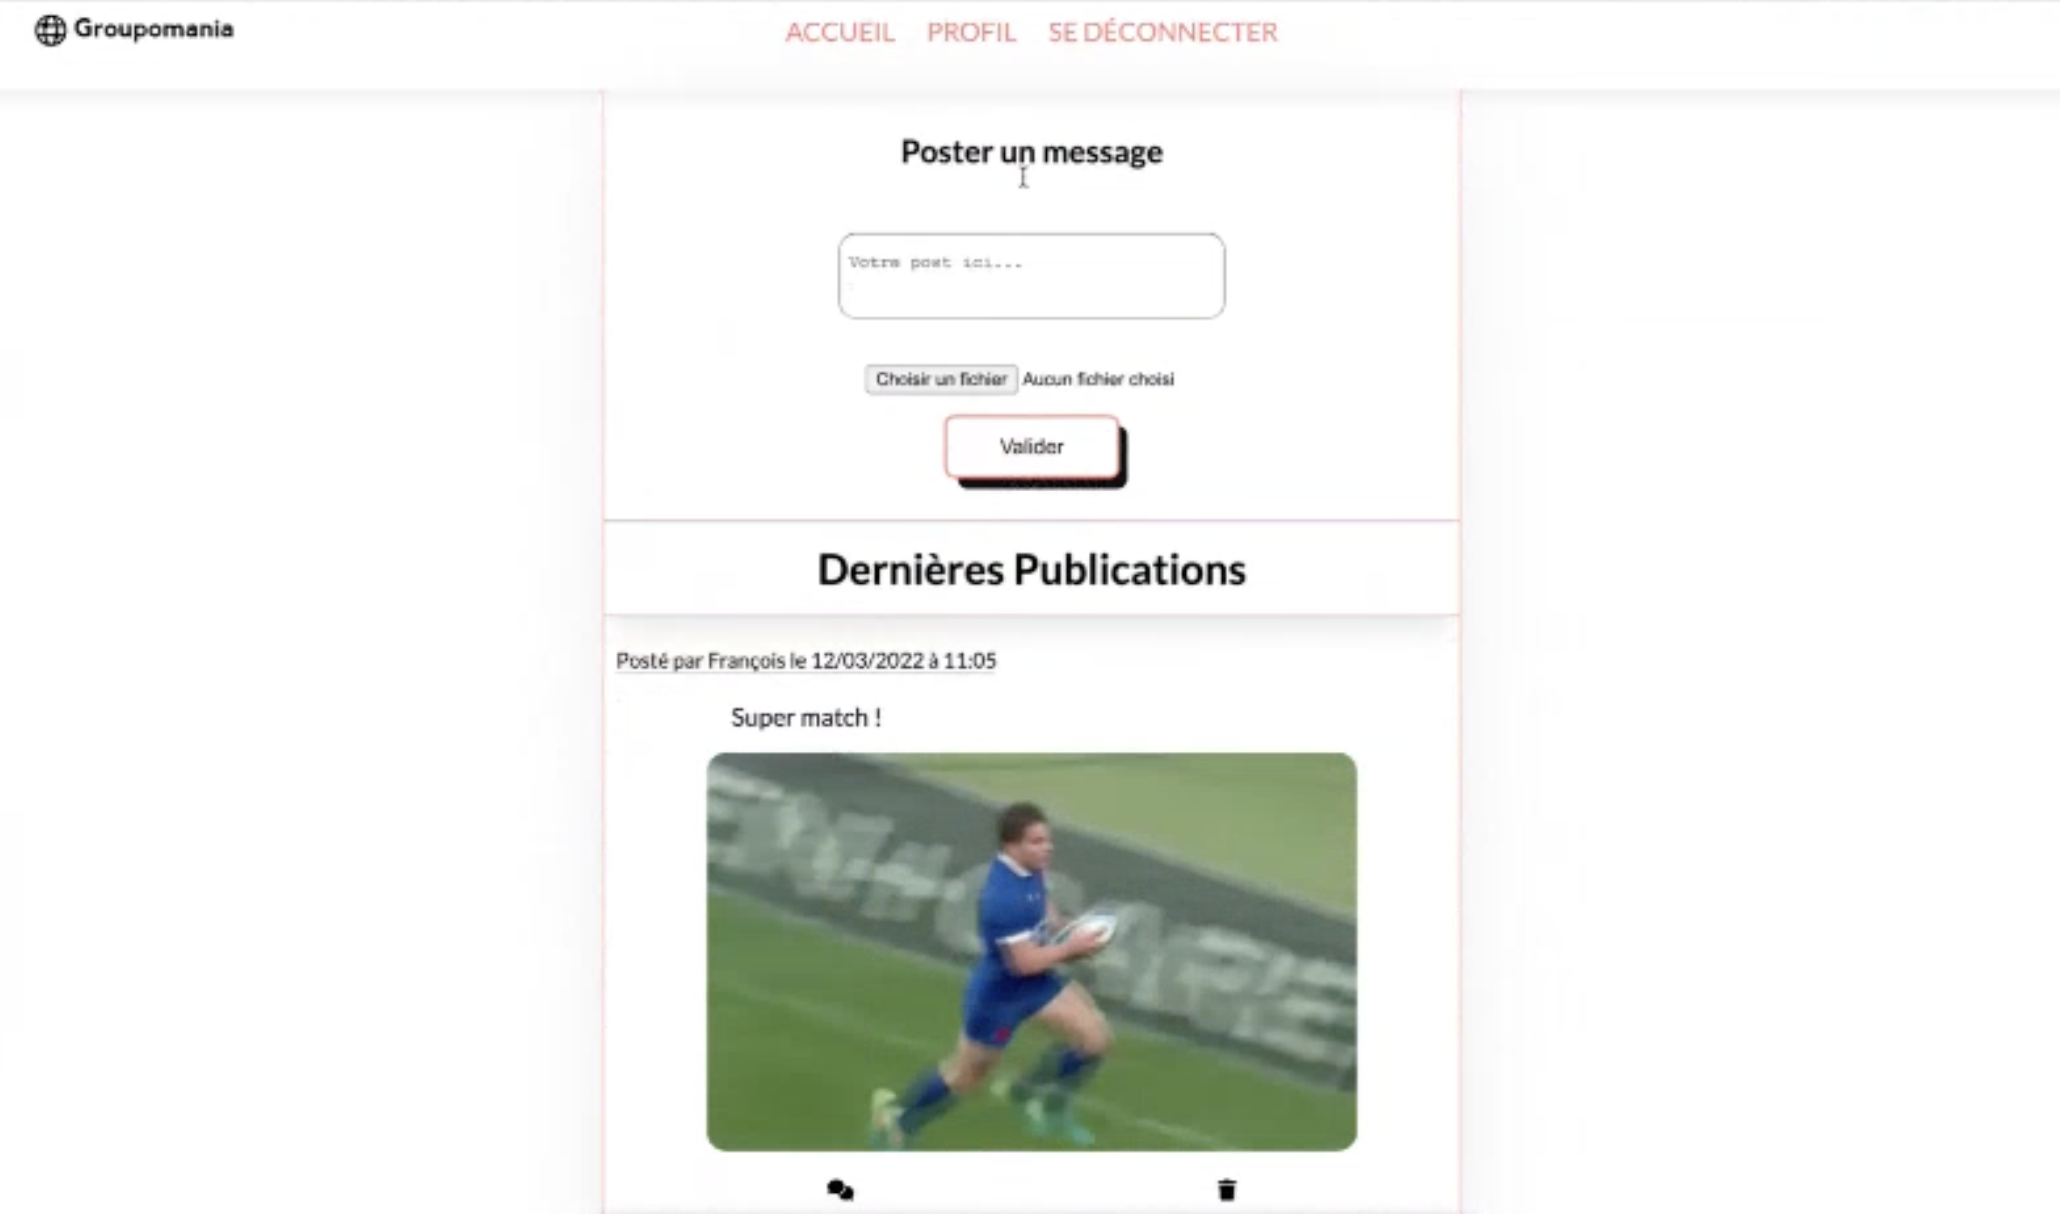 Groupomania
ACCUEIL PROFIL SE DÉCONNECTER
Poster un message
Votre post ici...
Choisir un fichier Aucun fichier choisi
Valider
Dernières Publications
Posté par François le 12/03/2022 à 11:05
Super match !